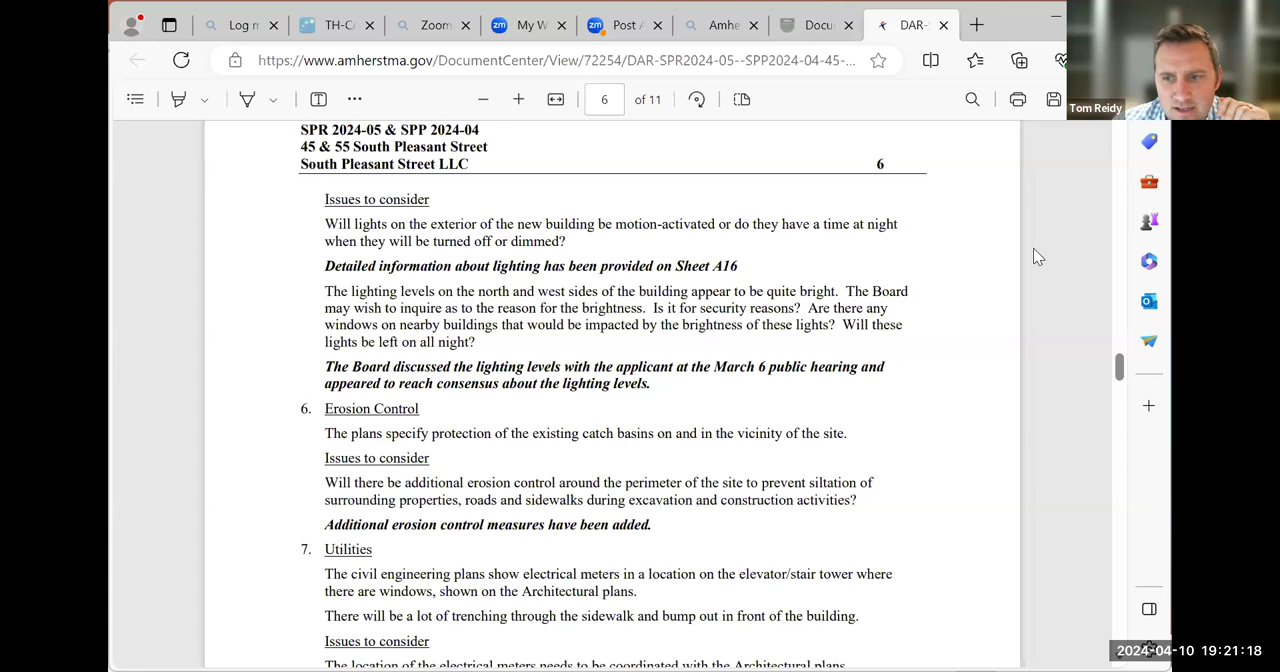 Log n
TH-C/
Zoom
My W
Post A
Amhe
Docu
DAR-
https://www.amherstma.gov/DocumentCenter/View/72254/DAR-SPR2024-05--SPP2024-04-45-...
6 of 11
Tom Reidy
SPR 2024-05 & SPP 2024-04
45 & 55 South Pleasant Street
South Pleasant Street LLC 6
Issues to consider
Will lights on the exterior of the new building be motion-activated or do they have a time at night
when they will be turned off or dimmed?
Detailed information about lighting has been provided on Sheet A16
The lighting levels on the north and west sides of the building appear to be quite bright. The Board
may wish to inquire as to the reason for the brightness. Is it for security reasons? Are there any
windows on nearby buildings that would be impacted by the brightness of these lights? Will these
lights be left on all night?
The Board discussed the lighting levels with the applicant at the March 6 public hearing and
appeared to reach consensus about the lighting levels.
6. Erosion Control
The plans specify protection of the existing catch basins on and in the vicinity of the site.
Issues to consider
Will there be additional erosion control around the perimeter of the site to prevent siltation of
surrounding properties, roads and sidewalks during excavation and construction activities?
Additional erosion control measures have been added.
7. Utilities
The civil engineering plans show electrical meters in a location on the elevator/stair tower where
there are windows, shown on the Architectural plans.
There will be a lot of trenching through the sidewalk and bump out in front of the building.
Issues to consider
The location of the electrical meters needs to be coordinated with the Architectural plans
2024-04-10 19:21:18